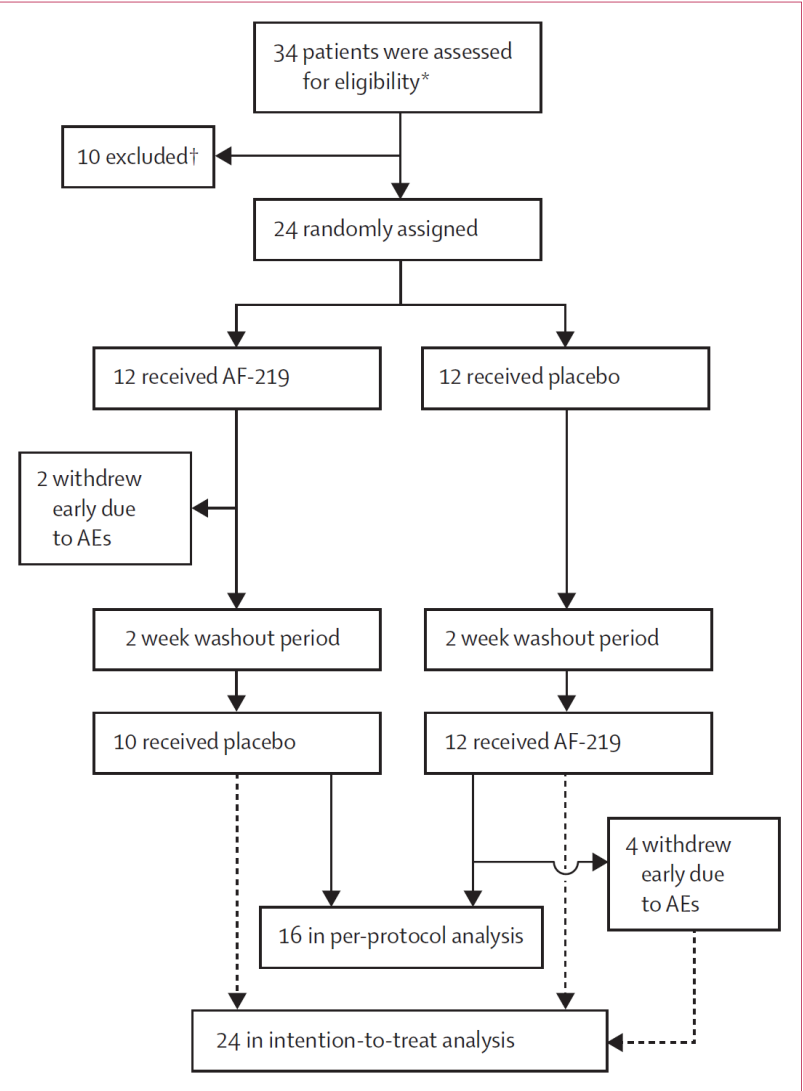 34 patients were assessed
for eligibility*
10 excluded†
24 randomly assigned
12 received AF-219
12 received placebo
2 withdrew
early due
to AEs
2 week washout period
2 week washout period
10 received placebo
12 received AF-219
4 withdrew
early due
to AEs
16 in per-protocol analysis
24 in intention-to-treat analysis